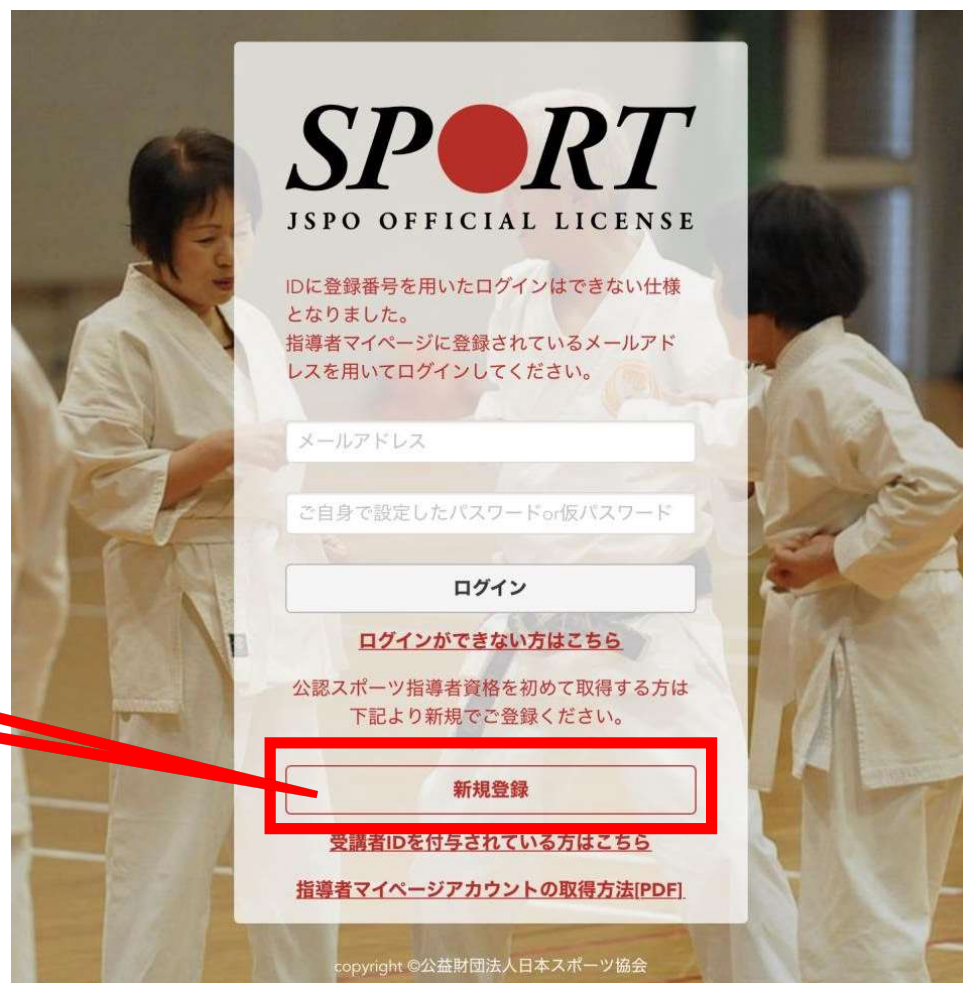 SPORT
JSPO OFFICIAL LICENSE
IDに登録番号を用いたログインはできない仕様
となりました。
指導者マイページに登録されているメールアド
レスを用いてログインしてください。
メールアドレス
ご自身で設定したパスワードor仮パスワード
ログイン
ログインができない方はこちら
公認スポーツ指導者資格を初めて取得する方は
下記より新規でご登録ください。
新規登録
受講者IDを付与されている方はこちら
指導者マイページアカウントの取得方法[PDF]
copyright ©公益財団法人日本スポーツ協会